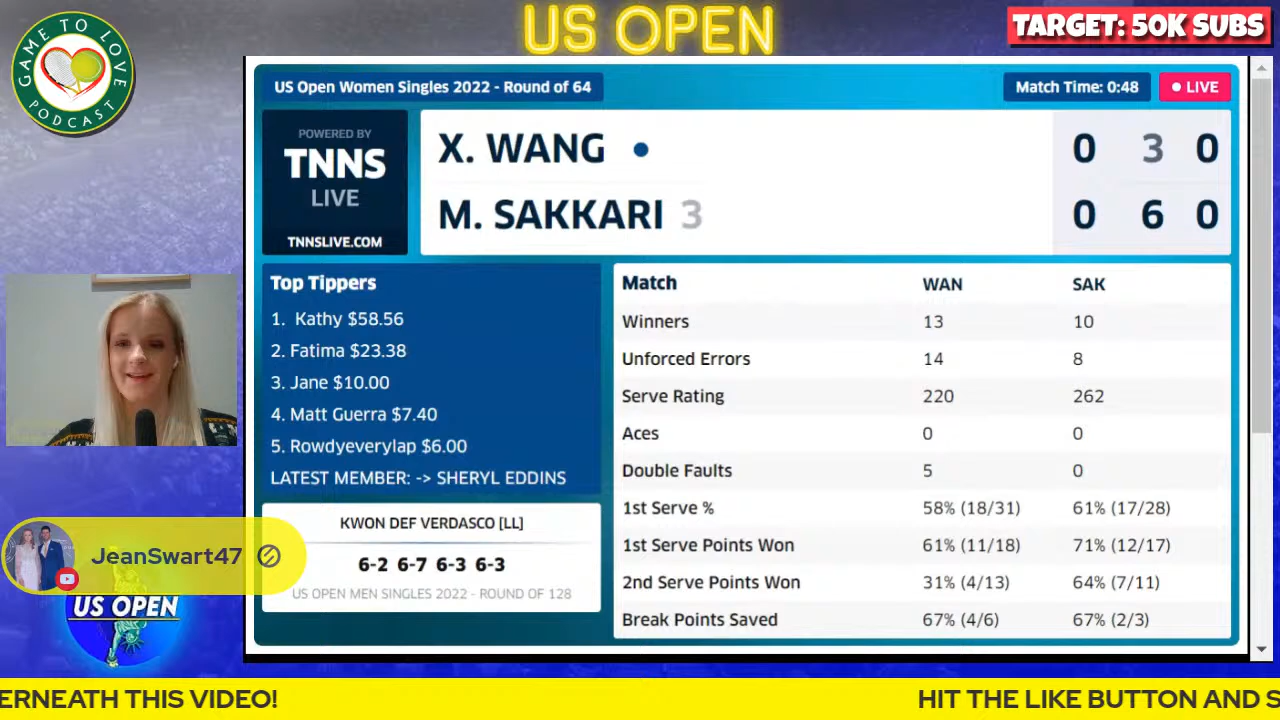 GAME TO LOVE
PODCAST
US OPEN
TARGET: 50K SUBS
US Open Women Singles 2022 - Round of 64
Match Time: 0:48
LIVE
POWERED BY
TNNS
LIVE
TNNSLIVE.COM
X. WANG 0 3 0
M. SAKKARI 3 0 6 0
Top Tippers
1. Kathy $58.56
2. Fatima $23.38
3. Jane $10.00
4. Matt Guerra $7.40
5. Rowdyeverylap $6.00
LATEST MEMBER: -> SHERYL EDDINS
KWON DEF VERDASCO [LL]
6-2 6-7 6-3 6-3
US OPEN MEN SINGLES 2022 - ROUND OF 128
Match WAN SAK
Winners 13 10
Unforced Errors 14 8
Serve Rating 220 262
Aces 0 0
Double Faults 5 0
1st Serve % 58% (18/31) 61% (17/28)
1st Serve Points Won 61% (11/18) 71% (12/17)
2nd Serve Points Won 31% (4/13) 64% (7/11)
Break Points Saved 67% (4/6) 67% (2/3)
JeanSwart47
US OPEN
ERNEATH THIS VIDEO!
HIT THE LIKE BUTTON AND S